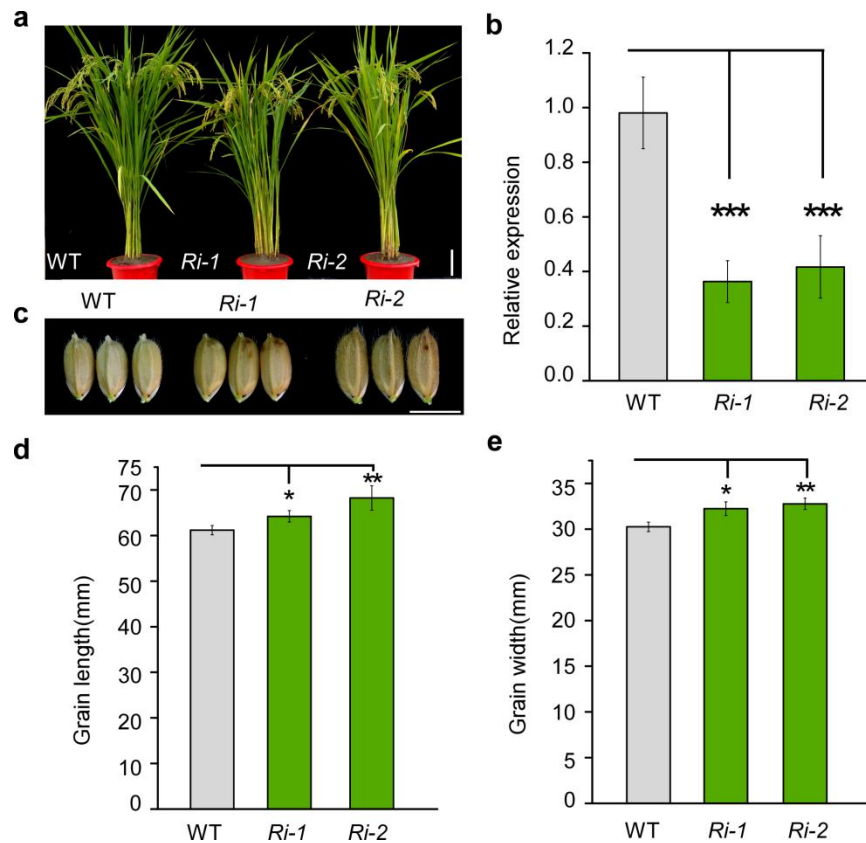 a
WT Ri-1 Ri-2
WT Ri-1 Ri-2
c
b
1.2
1.0
0.8
0.6
0.4
0.2
0.0
Relative expression
*** ***
WT Ri-1 Ri-2
d
75
70
60
50
40
70
60
20
10
0
Grain length(mm)
* **
WT Ri-1 Ri-2
e
35
30
25
32
15
10
5
0
Grain width(mm)
* **
WT Ri-1 Ri-2